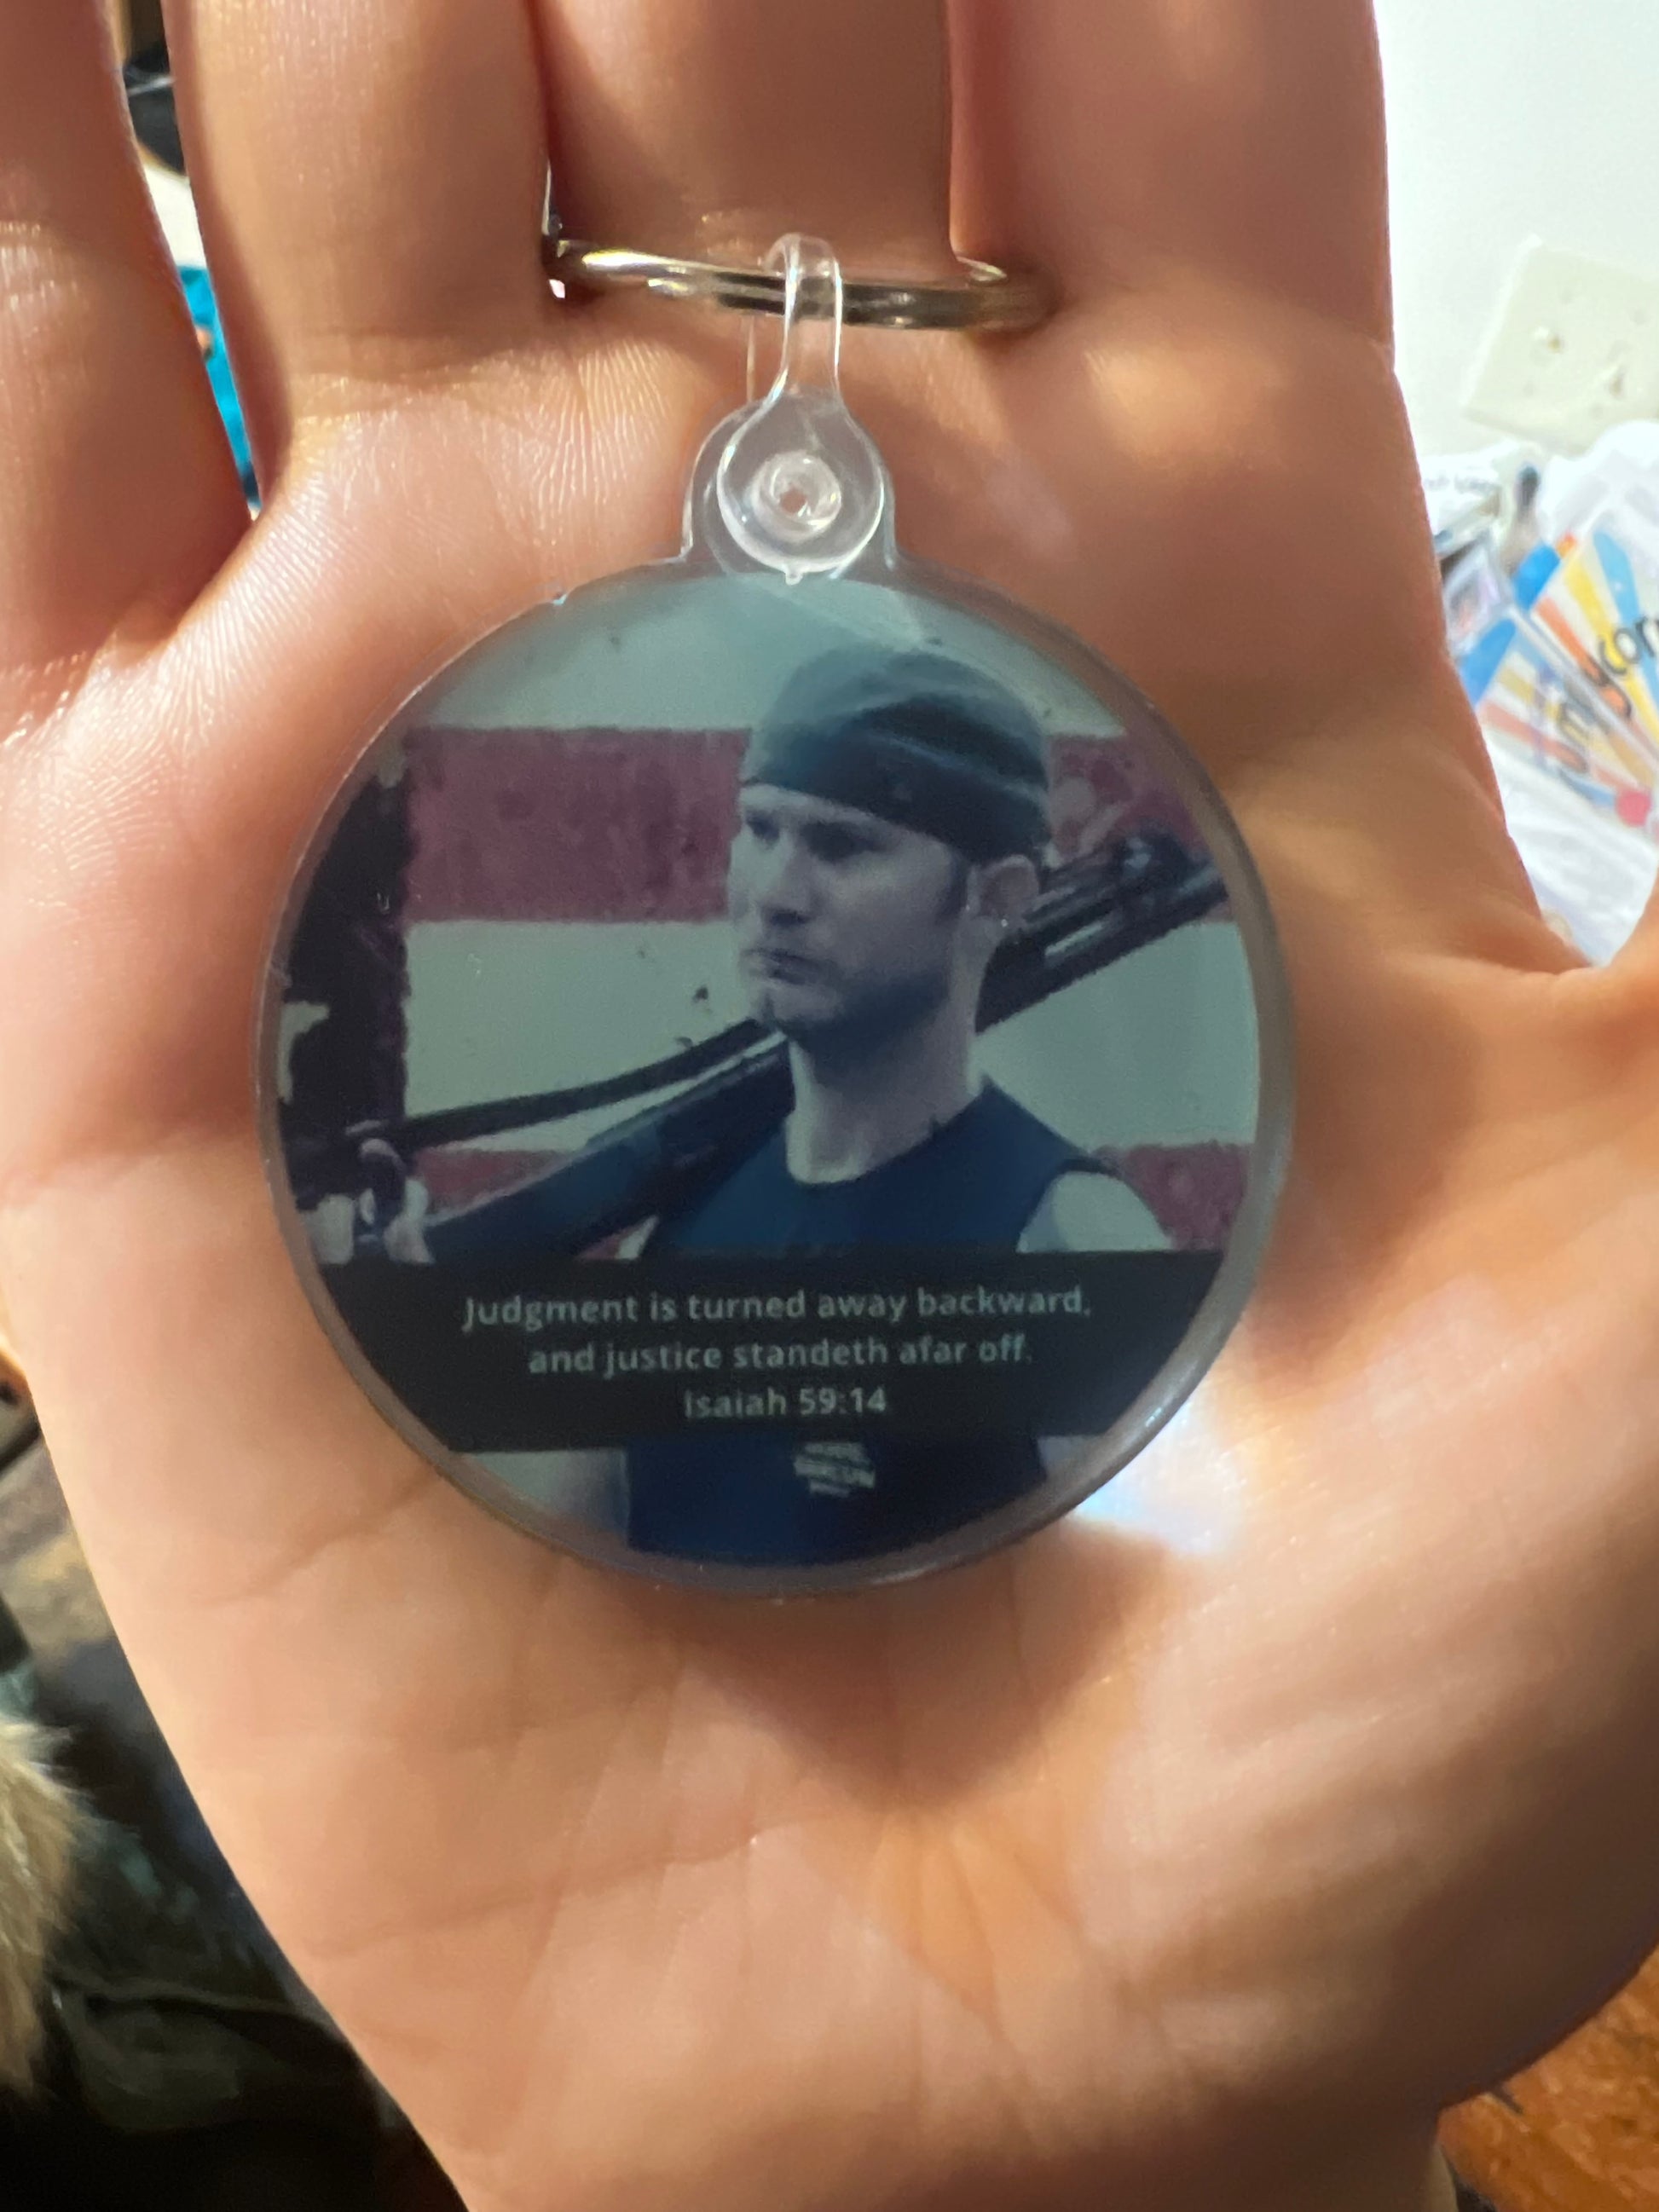 Judgment is turned away backward,
and justice standeth afar off.
Isaiah 59:14